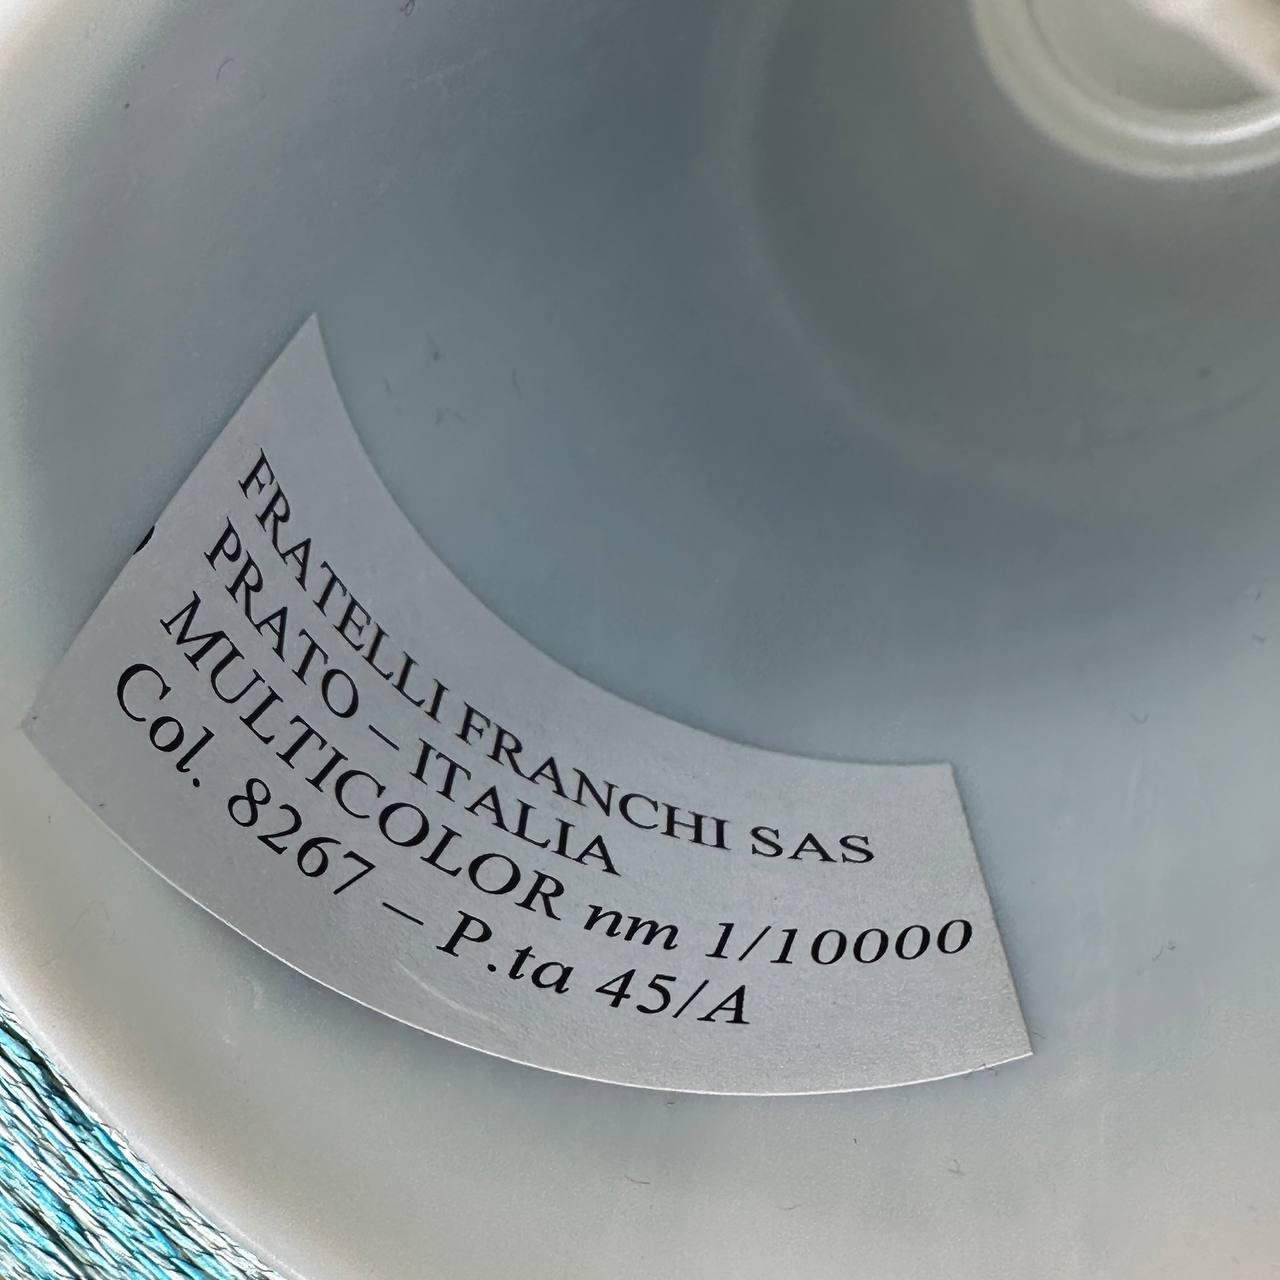 FRATELLI FRANCHI SAS
PRATO – ITALIA
MULTICOLOR nm 1/10000
Col. 8267 – P.ta 45/A